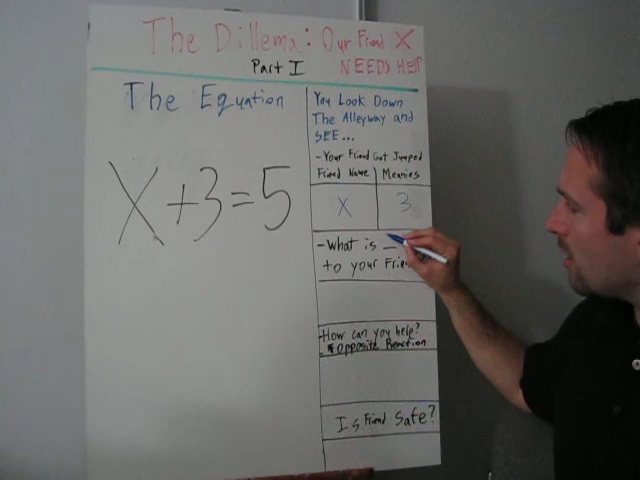 The Dillema: Our Friend X
Part I
NEEDS HELP
The Equation
X+3=5
You Look Down
The Alleyway and
SEE...
-Your Friend Got Jumped
Friend Name
Meanies
X
3
-What is _
to your
How can you help?
* Opposite Reaction
Is Friend Safe?